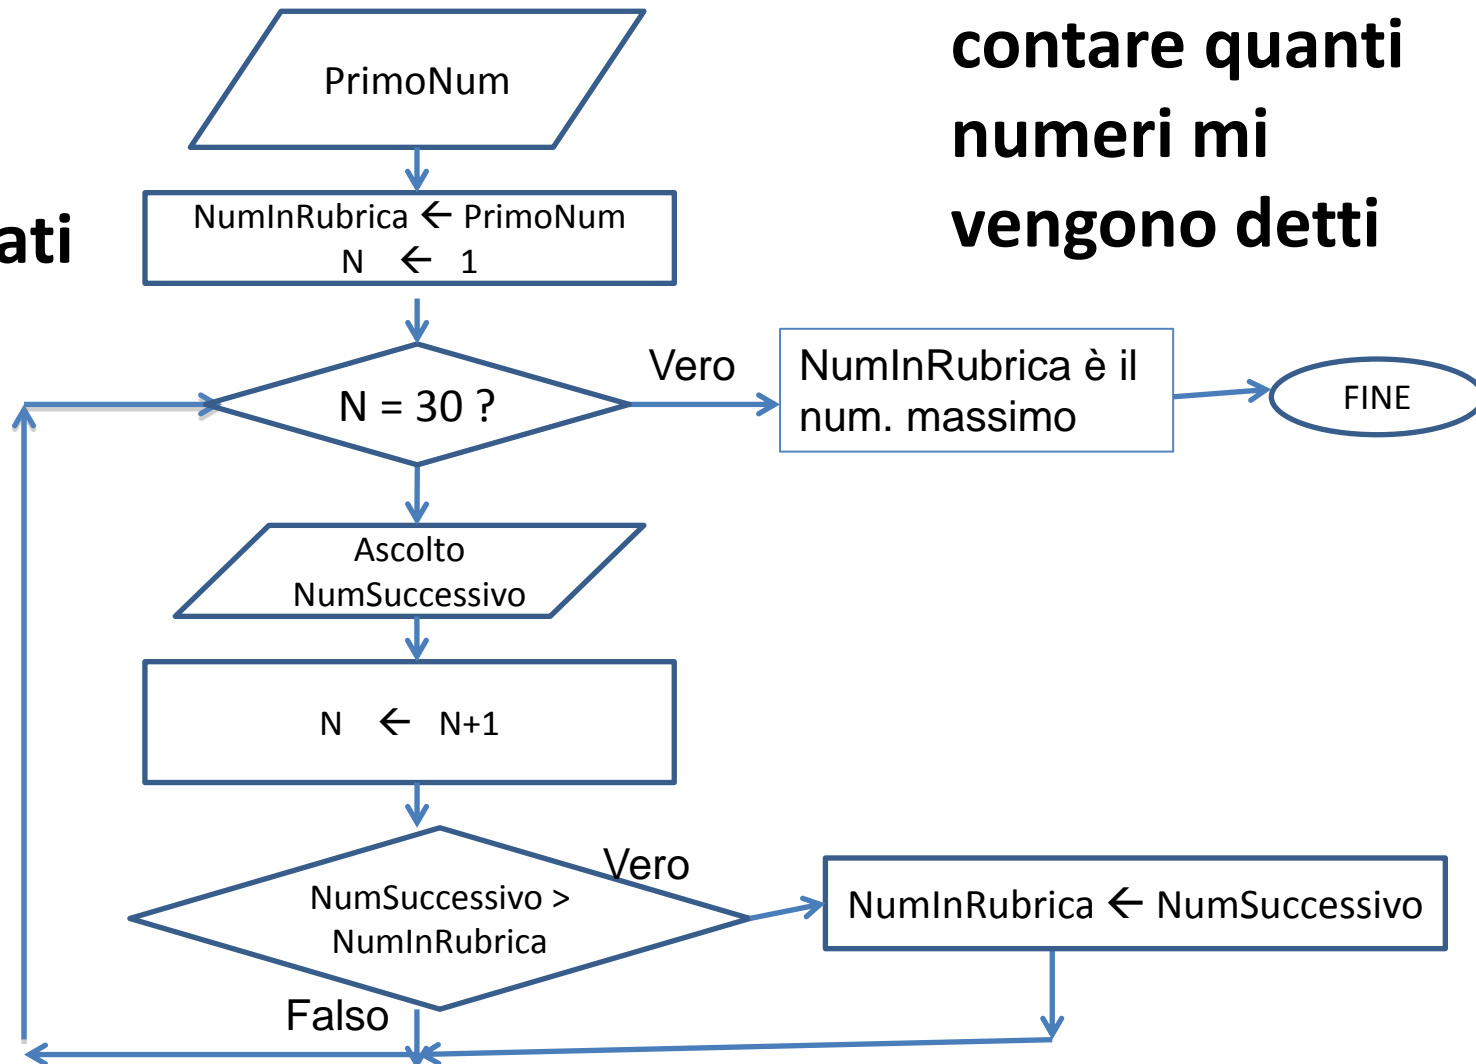 contare quanti
numeri mi
vengono detti
ati
PrimoNum
NumInRubrica ← PrimoNum
N ← 1
N = 30 ?
Vero
NumInRubrica è il
num. massimo
FINE
Ascolto
NumSuccessivo
N ← N+1
NumSuccessivo >
NumInRubrica
Vero
NumInRubrica ← NumSuccessivo
Falso